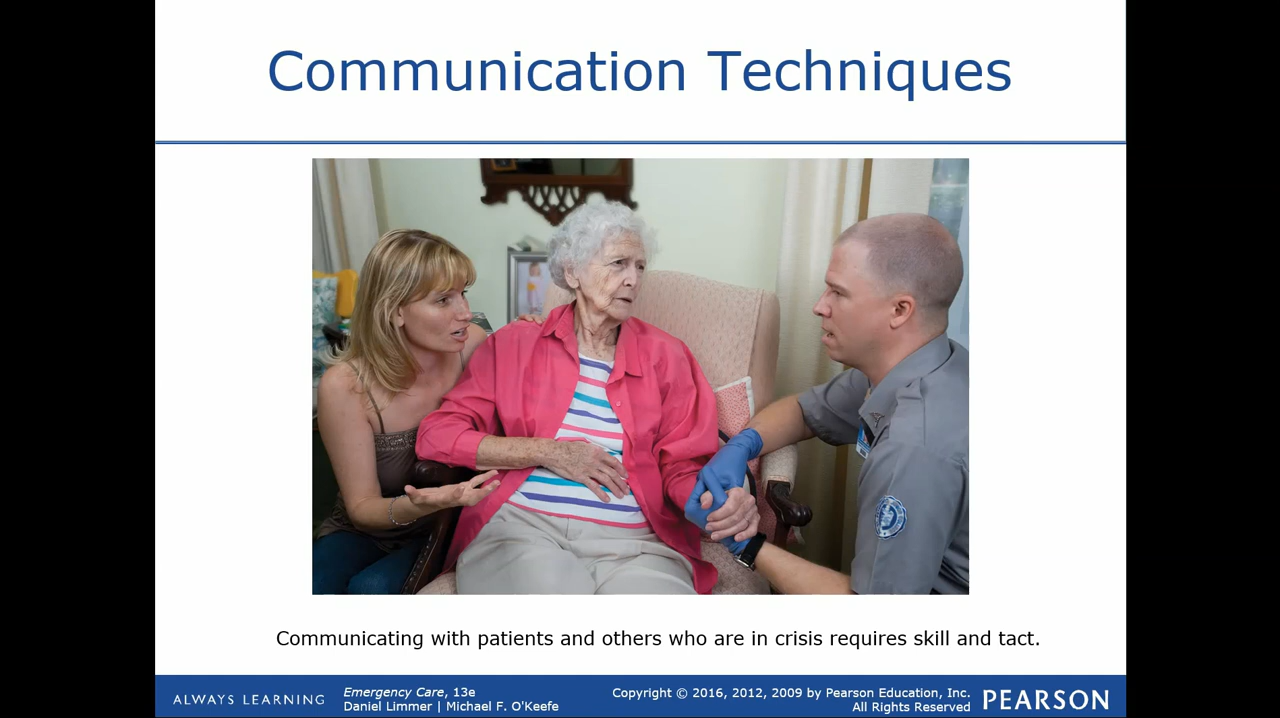 Communication Techniques
Communicating with patients and others who are in crisis requires skill and tact.
ALWAYS LEARNING
Emergency Care, 13e
Daniel Limmer | Michael F. O'Keefe
Copyright © 2016, 2012, 2009 by Pearson Education, Inc.
All Rights Reserved
PEARSON